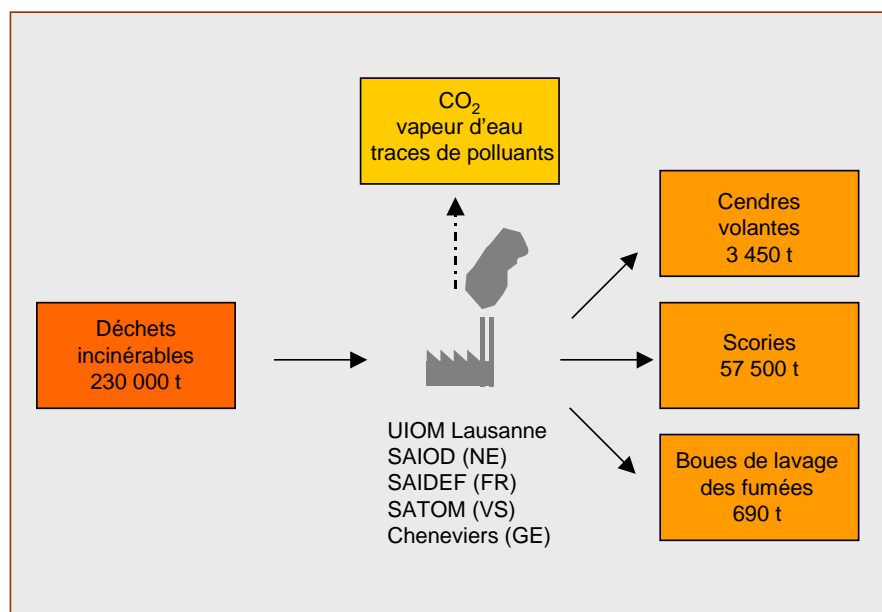 CO2
vapeur d'eau
traces de polluants
Cendres
volantes
3 450 t
Déchets
incinérables
230 000 t
Scories
57 500 t
UIOM Lausanne
SAIOD (NE)
SAIDEF (FR)
SATOM (VS)
Cheneviers (GE)
Boues de lavage
des fumées
690 t